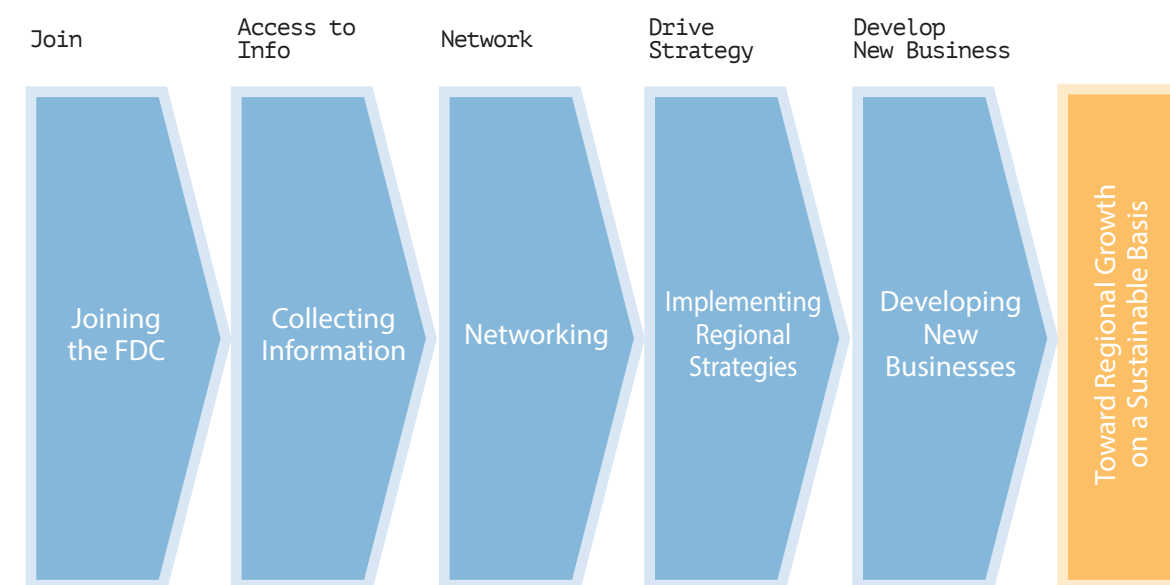 Join
Access to
Info
Network
Drive
Strategy
Develop
New Business
Joining
the FDC
Collecting
Information
Networking
Implementing
Regional
Strategies
Developing
New
Businesses
Toward Regional Growth
on a Sustainable Basis